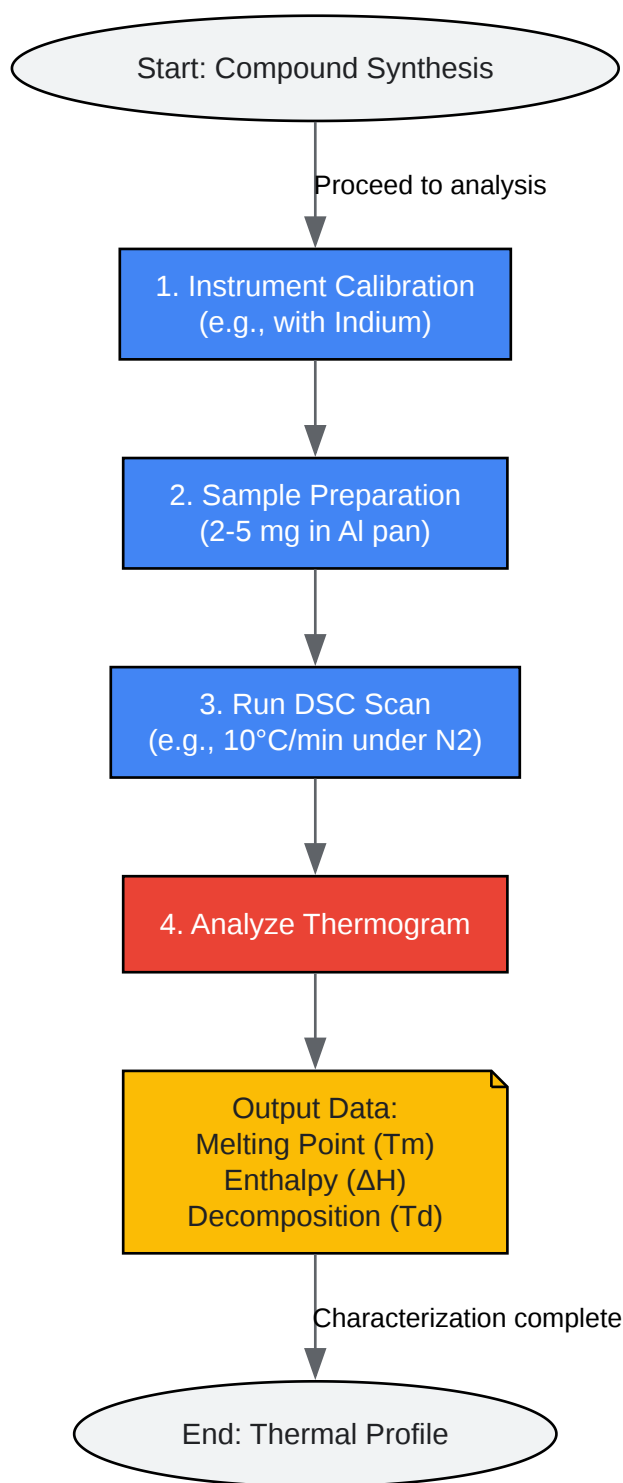 Start: Compound Synthesis
Proceed to analysis
1. Instrument Calibration
(e.g., with Indium)
2. Sample Preparation
(2-5 mg in Al pan)
3. Run DSC Scan
(e.g., 10°C/min under N2)
4. Analyze Thermogram
Output Data:
Melting Point (Tm)
Enthalpy (ΔH)
Decomposition (Td)
Characterization complete
End: Thermal Profile